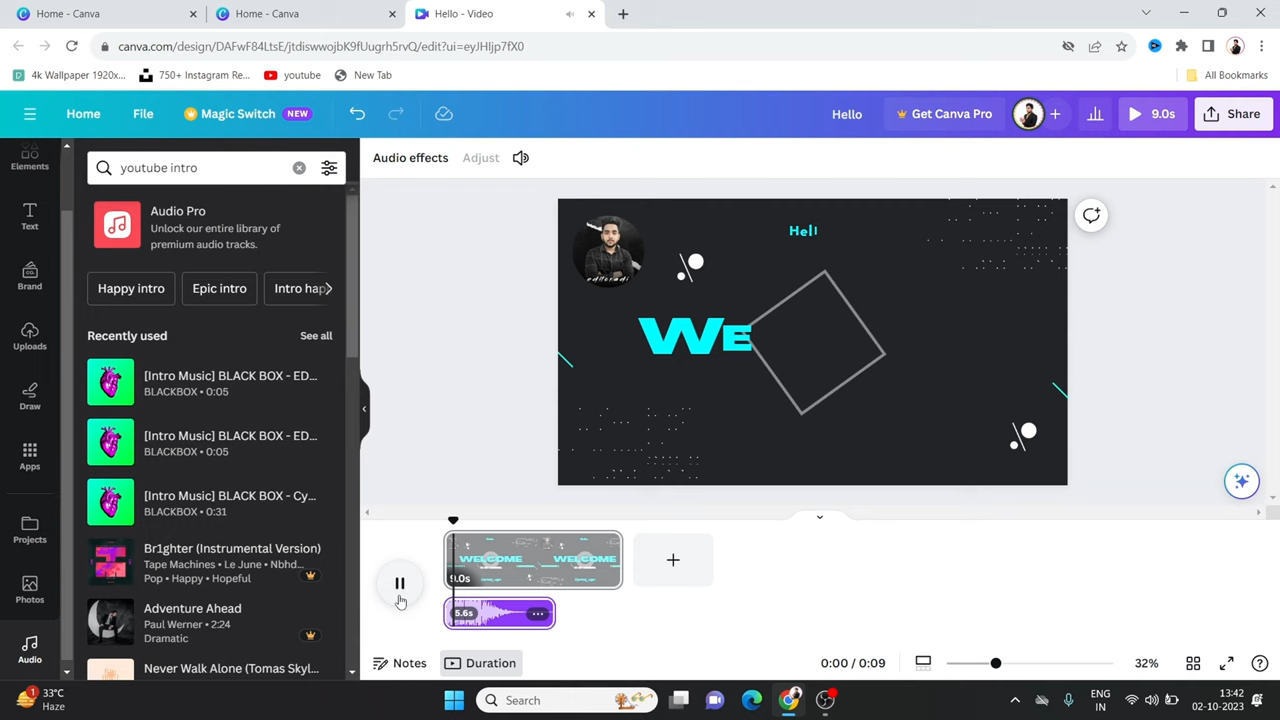 Home - Canva
Home - Canva
Hello - Video
canva.com/design/DAFwF84LtsE/jtdiswwojbK9fUugrh5rvQ/edit?ui=eyJHIjp7fX0
4k Wallpaper 1920x...
750+ Instagram Re...
youtube
New Tab
All Bookmarks
Home
File
Magic Switch
NEW
Hello
Get Canva Pro
9.0s
Share
Elements
Text
Brand
Uploads
Draw
Apps
Projects
Photos
Audio
youtube intro
Audio Pro
Unlock our entire library of
premium audio tracks.
Happy intro
Epic intro
Intro hap
Recently used
See all
[Intro Music] BLACK BOX - ED...
BLACKBOX • 0:05
[Intro Music] BLACK BOX - ED...
BLACKBOX • 0:05
[Intro Music] BLACK BOX - Cy...
BLACKBOX • 0:31
Br1ghter (Instrumental Version)
Tape Machines • Le June • Nbhd...
Pop • Happy • Hopeful
Adventure Ahead
Paul Werner • 2:24
Dramatic
Never Walk Alone (Tomas Skyl...
Audio effects
Adjust
Hell
WE
WELCOME
WELCOME
9.0s
5.6s
Notes
Duration
0:00 / 0:09
32%
1
33°C
Haze
Search
ENG
IN
13:42
02-10-2023